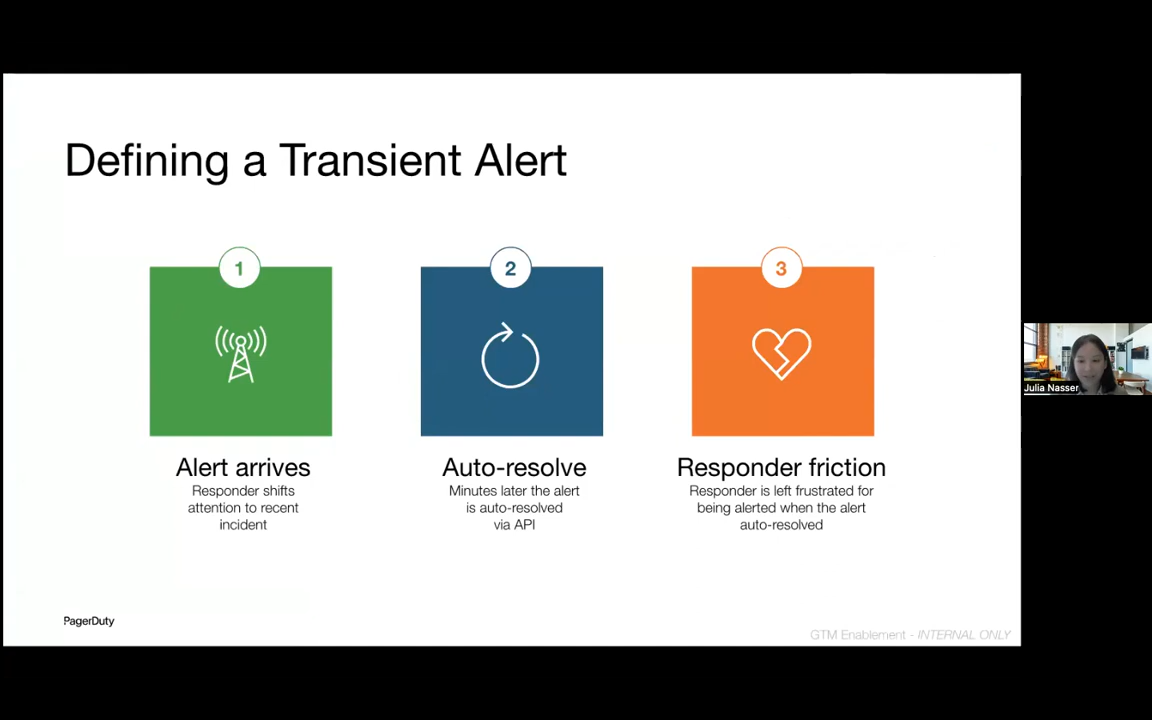 Defining a Transient Alert
1
2
3
Alert arrives
Responder shifts
attention to recent
incident
Auto-resolve
Minutes later the alert
is auto-resolved
via API
Responder friction
Responder is left frustrated for
being alerted when the alert
auto-resolved
PagerDuty
GTM Enablement - INTERNAL ONLY
Julia Nasser